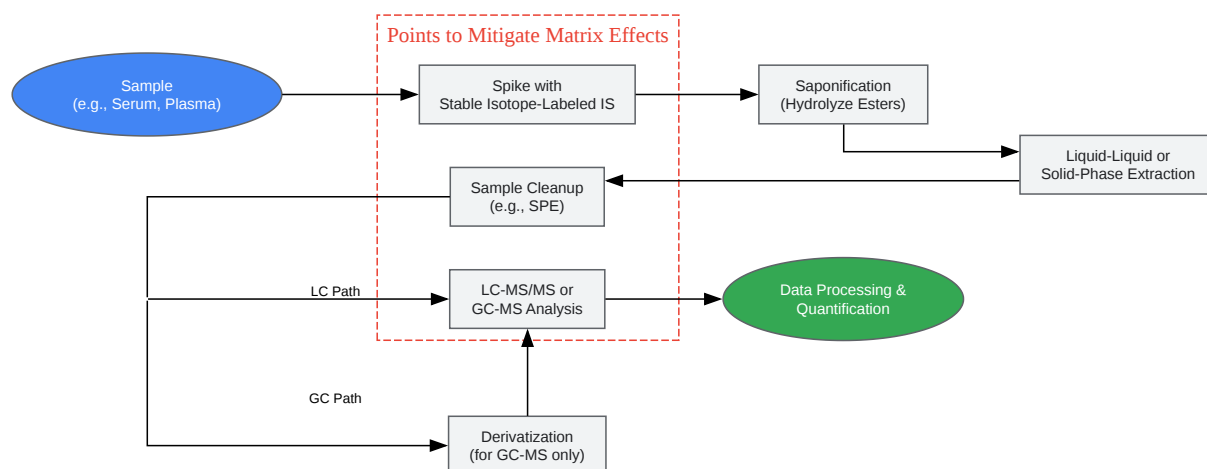 Points to Mitigate Matrix Effects
Sample
(e.g., Serum, Plasma)
Spike with
Stable Isotope-Labeled IS
Saponification
(Hydrolyze Esters)
Liquid-Liquid or
Solid-Phase Extraction
Sample Cleanup
(e.g., SPE)
LC Path
LC-MS/MS or
GC-MS Analysis
Data Processing &
Quantification
GC Path
Derivatization
(for GC-MS only)